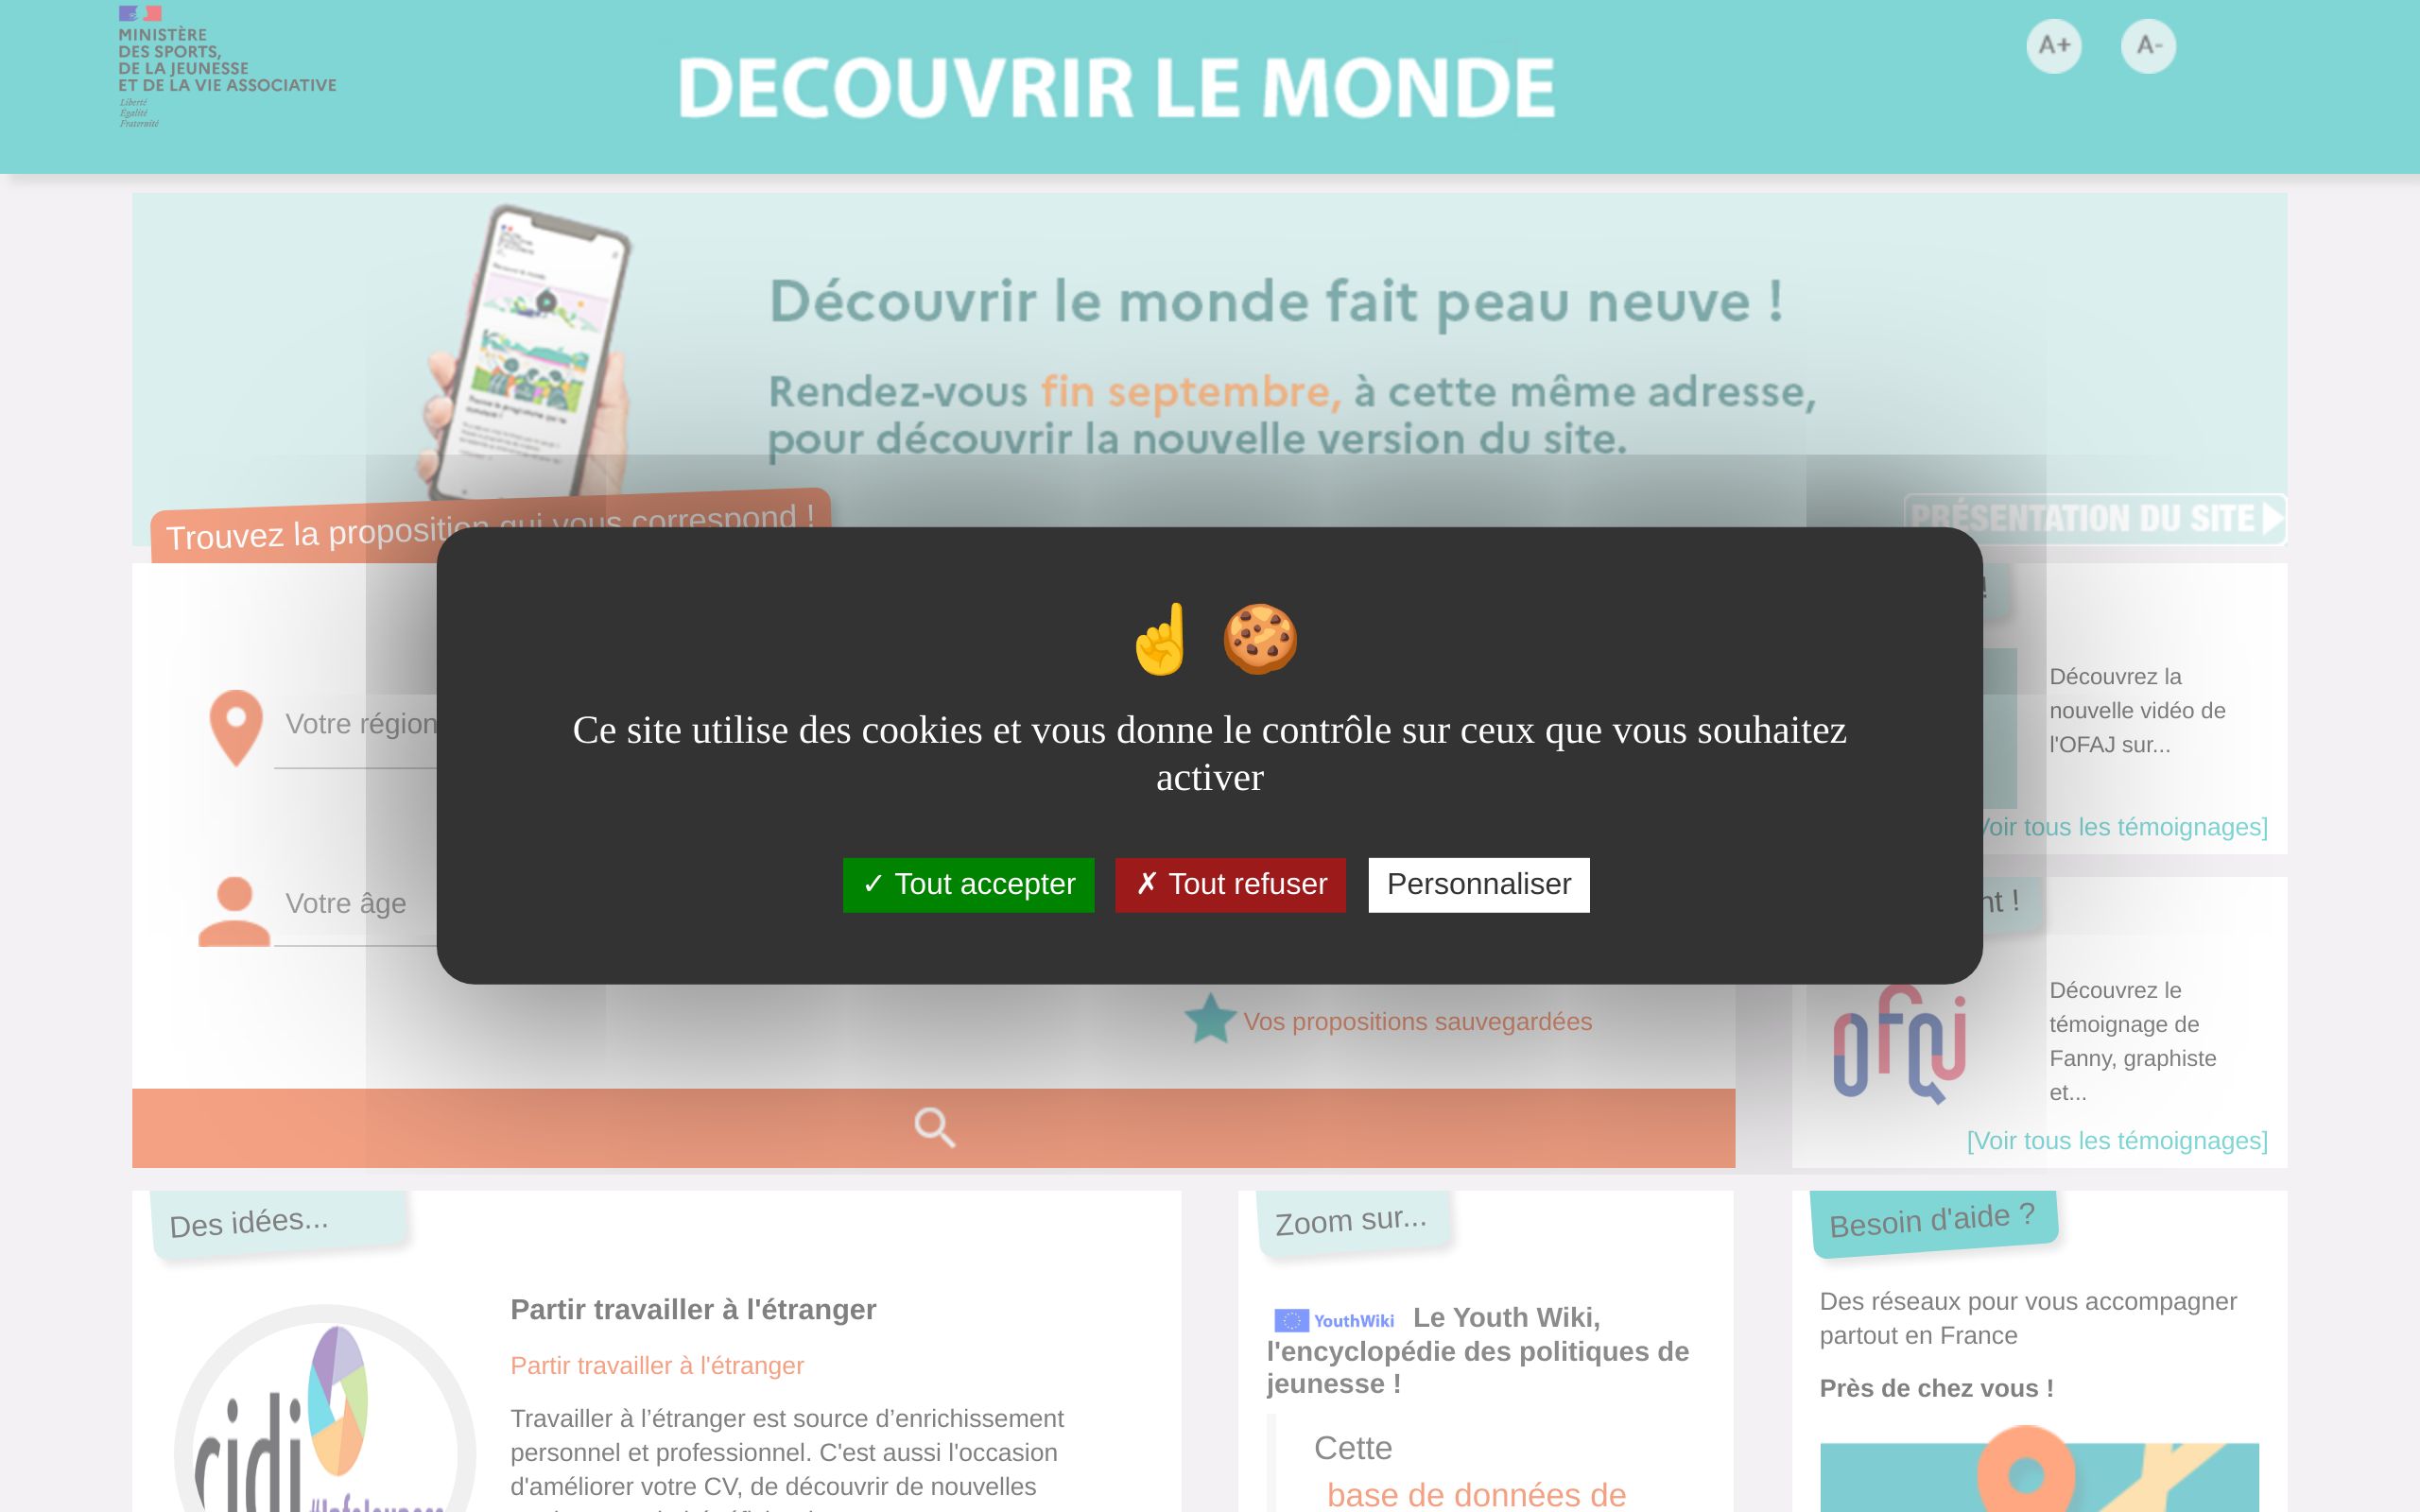 MINISTÈRE
DES SPORTS,
DE LA JEUNESSE
ET DE LA VIE ASSOCIATIVE
Liberté
Égalité
Fraternité
DECOUVRIR LE MONDE
A+ A-
Découvrir le monde fait peau neuve !
Rendez-vous fin septembre, à cette même adresse,
pour découvrir la nouvelle version du site.
Trouvez la proposition qui vous correspond !
PRÉSENTATION DU SITE
☝️ 🍪
Ce site utilise des cookies et vous donne le contrôle sur ceux que vous souhaitez
activer
✓ Tout accepter ✗ Tout refuser Personnaliser
Votre région
Votre âge
Vos propositions sauvegardées
!
Découvrez la
nouvelle vidéo de
l'OFAJ sur...
Voir tous les témoignages]
nt !
ofaj
Découvrez le
témoignage de
Fanny, graphiste
et...
[Voir tous les témoignages]
Des idées...
cidj
Partir travailler à l'étranger
Partir travailler à l'étranger
Travailler à l’étranger est source d’enrichissement
personnel et professionnel. C'est aussi l'occasion
d'améliorer votre CV, de découvrir de nouvelles
Zoom sur...
YouthWiki Le Youth Wiki,
l'encyclopédie des politiques de
jeunesse !
Cette
base de données de
Besoin d'aide ?
Des réseaux pour vous accompagner
partout en France
Près de chez vous !